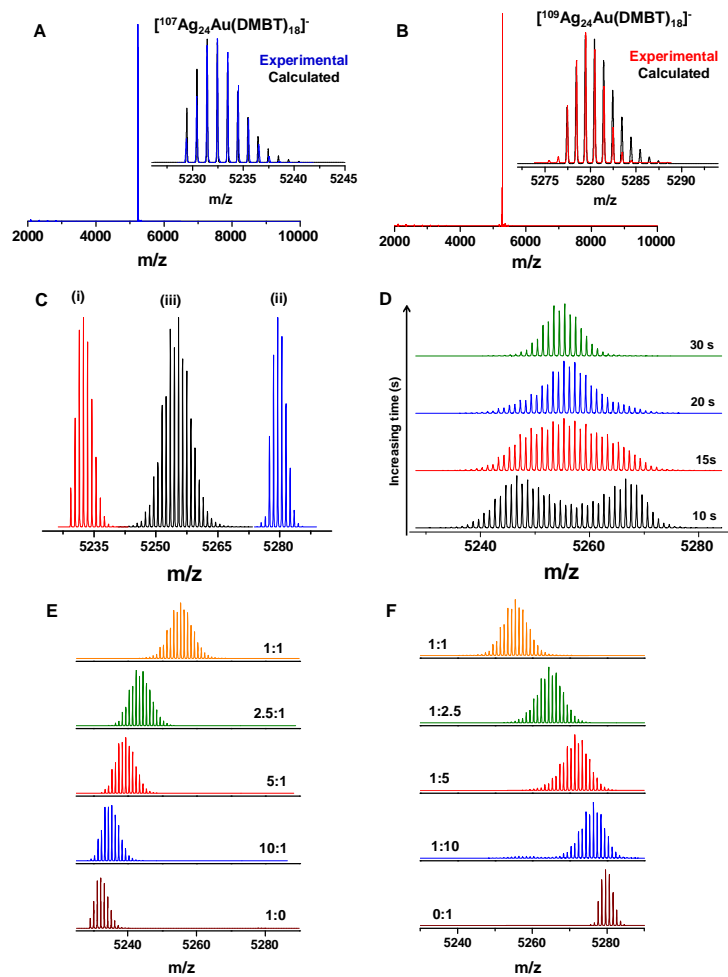 A
[¹⁰⁷Ag₂₄Au(DMBT)₁₈]⁻
Experimental
Calculated
5230 5235 5240 5245
m/z
2000 4000 6000 8000 10000
m/z
B
[¹⁰⁹Ag₂₄Au(DMBT)₁₈]⁻
Experimental
Calculated
5275 5280 5285 5290
m/z
2000 4000 6000 8000 10000
m/z
C
(i) (iii) (ii)
5235 5250 5265 5280
m/z
D
Increasing time (s)
30 s
20 s
15s
10 s
5240 5260 5280
m/z
E
1:1
2.5:1
5:1
10:1
1:0
5240 5260 5280
m/z
F
1:1
1:2.5
1:5
1:10
0:1
5240 5260 5280
m/z